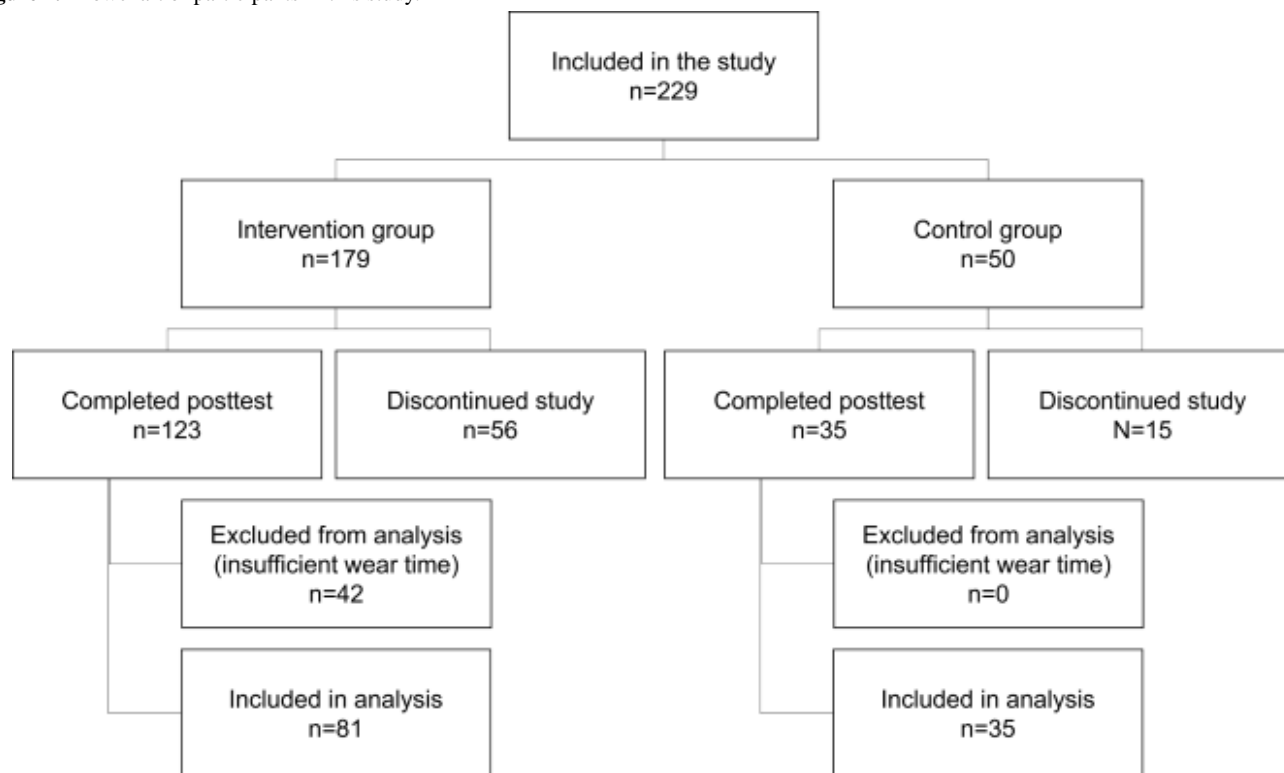 Included in the study
n=229
Intervention group
n=179
Control group
n=50
Completed posttest
n=123
Discontinued study
n=56
Completed posttest
n=35
Discontinued study
N=15
Excluded from analysis
(insufficient wear time)
n=42
Excluded from analysis
(insufficient wear time)
n=0
Included in analysis
n=81
Included in analysis
n=35